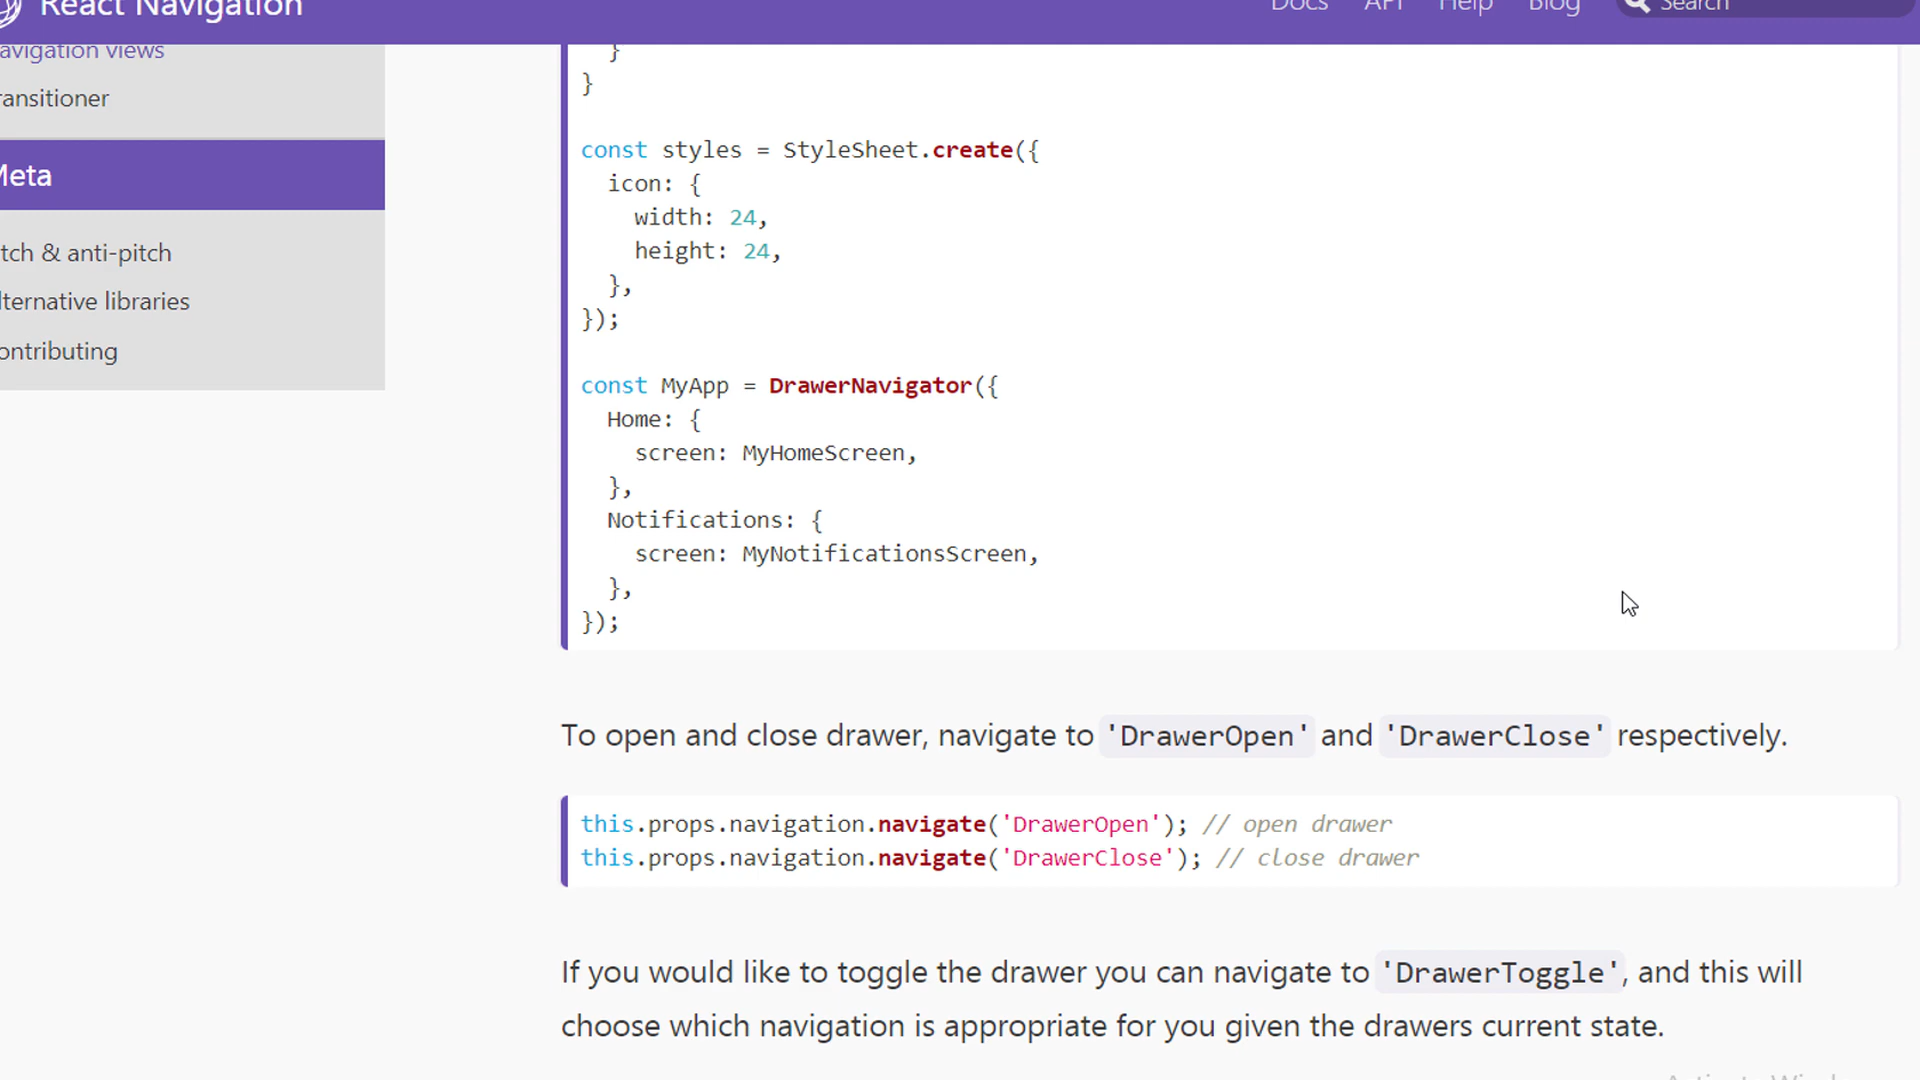 React Navigation
Docs API Help Blog Search
avigation views
ransitioner
Meta
tch & anti-pitch
lternative libraries
ontributing
}
}
const styles = StyleSheet.create({
icon: {
width: 24,
height: 24,
},
});
const MyApp = DrawerNavigator({
Home: {
screen: MyHomeScreen,
},
Notifications: {
screen: MyNotificationsScreen,
},
});
To open and close drawer, navigate to 'DrawerOpen' and 'DrawerClose' respectively.
this.props.navigation.navigate('DrawerOpen'); // open drawer
this.props.navigation.navigate('DrawerClose'); // close drawer
If you would like to toggle the drawer you can navigate to 'DrawerToggle', and this will
choose which navigation is appropriate for you given the drawers current state.